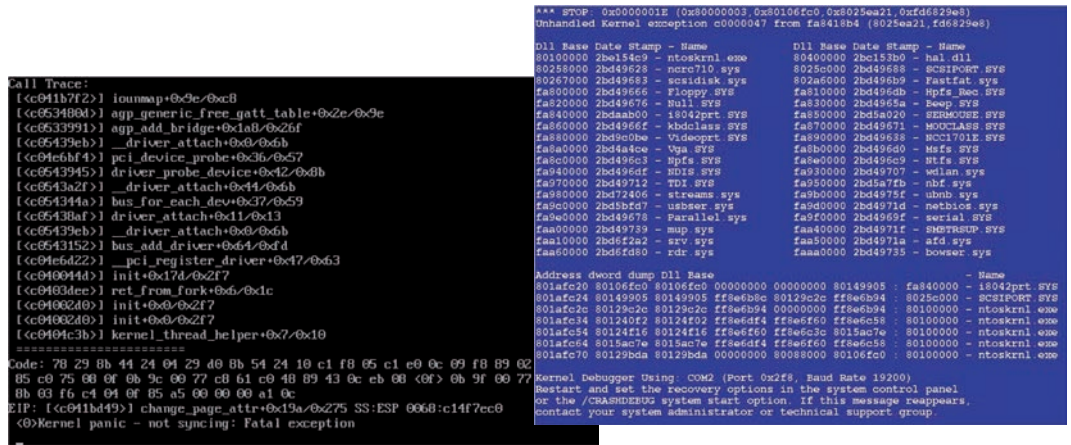 Call Trace:
[<c041b7f2>] iounmap+0x9e/0xc8
[<c053480d>] agp_generic_free_gatt_table+0x2e/0x9e
[<c0533991>] agp_add_bridge+0x1a8/0x26f
[<c05439eb>] __driver_attach+0x0/0x6b
[<c04e6bf4>] pci_device_probe+0x36/0x57
[<c0543945>] driver_probe_device+0x42/0x8b
[<c0543a2f>] __driver_attach+0x44/0x6b
[<c054344a>] bus_for_each_dev+0x37/0x59
[<c05438af>] driver_attach+0x11/0x13
[<c05439eb>] __driver_attach+0x0/0x6b
[<c0543152>] bus_add_driver+0x64/0xfd
[<c04e6d22>] __pci_register_driver+0x47/0x63
[<c040044d>] init+0x17d/0x2f7
[<c0403dee>] ret_from_fork+0x6/0x1c
[<c04002d0>] init+0x0/0x2f7
[<c04002d0>] init+0x0/0x2f7
[<c0404c3b>] kernel_thread_helper+0x7/0x10
=======================
Code: 78 29 8b 44 24 04 29 d0 8b 54 24 10 c1 f8 05 c1 e0 0c 09 f8 89 02
85 c0 75 08 0f 0b 9c 00 77 c8 61 c0 48 89 43 0c eb 08 <0f> 0b 9f 00 77
8b 03 f6 c4 04 0f 85 a5 00 00 00 a1 0c
EIP: [<c041bd49>] change_page_attr+0x19a/0x275 SS:ESP 0068:c14f7ec0
<0>Kernel panic - not syncing: Fatal exception
*** STOP: 0x0000001E (0x80000003,0x80106fc0,0x8025ea21,0xfd6829e8)
Unhandled Kernel exception c0000047 from fa8418b4 (8025ea21,fd6829e8)
Dll Base Date Stamp - Name Dll Base Date Stamp - Name
80100000 2be154c9 - ntoskrnl.exe 80400000 2bc153b0 - hal.dll
80258000 2bd49628 - ncrc710.sys 8025c000 2bd49688 - SCSIPORT.SYS
80267000 2bd49683 - scsidisk.sys 802a6000 2bd496b9 - Fastfat.sys
fa800000 2bd49666 - Floppy.SYS fa810000 2bd496db - Hpfs_Rec.SYS
fa820000 2bd49676 - Null.SYS fa830000 2bd4965a - Beep.SYS
fa840000 2bdaab00 - i8042prt.SYS fa850000 2bd5a020 - SERMOUSE.SYS
fa860000 2bd4966f - kbdclass.SYS fa870000 2bd49671 - MOUCLASS.SYS
fa880000 2bd9c0be - Videoprt.SYS fa890000 2bd49638 - NCC1701E.SYS
fa8a0000 2bd4a4ce - Vga.SYS fa8b0000 2bd496d0 - Msfs.SYS
fa8c0000 2bd496c3 - Npfs.SYS fa8e0000 2bd496c9 - Ntfs.SYS
fa940000 2bd496df - NDIS.SYS fa930000 2bd49707 - wdlan.sys
fa970000 2bd49712 - TDI.SYS fa950000 2bd5a7fb - nbf.sys
fa980000 2bd72406 - streams.sys fa9b0000 2bd4975f - ubnb.sys
fa9c0000 2bd5bfd7 - usbser.sys fa9d0000 2bd4971d - netbios.sys
fa9e0000 2bd49678 - Parallel.sys fa9f0000 2bd4969f - serial.SYS
faa00000 2bd49739 - mup.sys faa40000 2bd4971f - SMBTRSUP.SYS
faa10000 2bd6f2a2 - srv.sys faa50000 2bd4971a - afd.sys
faa60000 2bd6fd80 - rdr.sys faaa0000 2bd49735 - bowser.sys
Address dword dump Dll Base - Name
801afc20 80106fc0 80106fc0 00000000 00000000 80149905 : fa840000 - i8042prt.SYS
801afc24 80149905 80149905 ff8e6b8c 80129c2c ff8e6b94 : 8025c000 - SCSIPORT.SYS
801afc2c 80129c2c 80129c2c ff8e6b94 00000000 ff8e6b94 : 80100000 - ntoskrnl.exe
801afc34 801240f2 80124f02 ff8e6df4 ff8e6f60 ff8e6c58 : 80100000 - ntoskrnl.exe
801afc54 80124f16 80124f16 ff8e6f60 ff8e6c3c 8015ac7e : 80100000 - ntoskrnl.exe
801afc64 8015ac7e 8015ac7e ff8e6df4 ff8e6f60 ff8e6c58 : 80100000 - ntoskrnl.exe
801afc70 80129bda 80129bda 00000000 80088000 80106fc0 : 80100000 - ntoskrnl.exe
Kernel Debugger Using: COM2 (Port 0x2f8, Baud Rate 19200)
Restart and set the recovery options in the system control panel
or the /CRASHDEBUG system start option. If this message reappears,
contact your system administrator or technical support group.